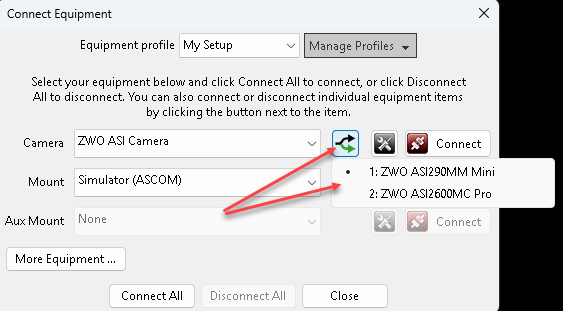 Connect Equipment
Equipment profile My Setup Manage Profiles
Select your equipment below and click Connect All to connect, or click Disconnect
All to disconnect. You can also connect or disconnect individual equipment items
by clicking the button next to the item.
Camera ZWO ASI Camera Connect
1: ZWO ASI290MM Mini
Mount Simulator (ASCOM)
2: ZWO ASI2600MC Pro
Aux Mount None Connect
More Equipment ...
Connect All Disconnect All Close